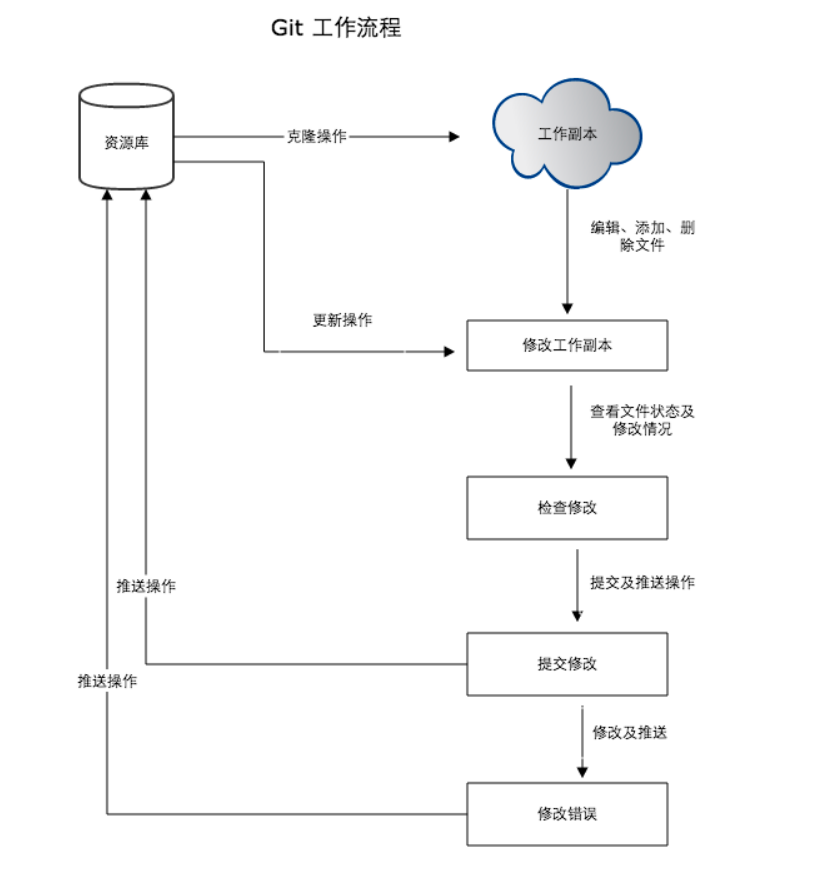 Git 工作流程
资源库
克隆操作
工作副本
编辑、添加、删
除文件
更新操作
修改工作副本
查看文件状态及
修改情况
检查修改
推送操作
提交及推送操作
提交修改
推送操作
修改及推送
修改错误